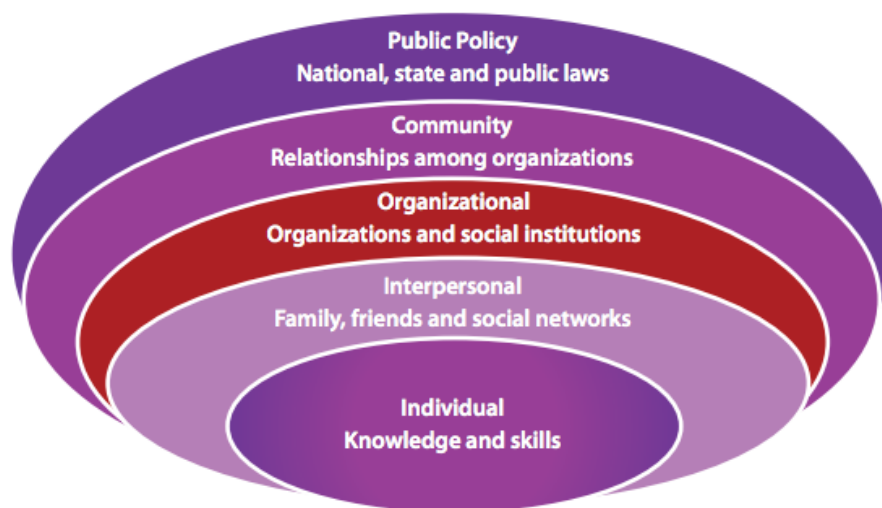 Public Policy
National, state and public laws
Community
Relationships among organizations
Organizational
Organizations and social institutions
Interpersonal
Family, friends and social networks
Individual
Knowledge and skills